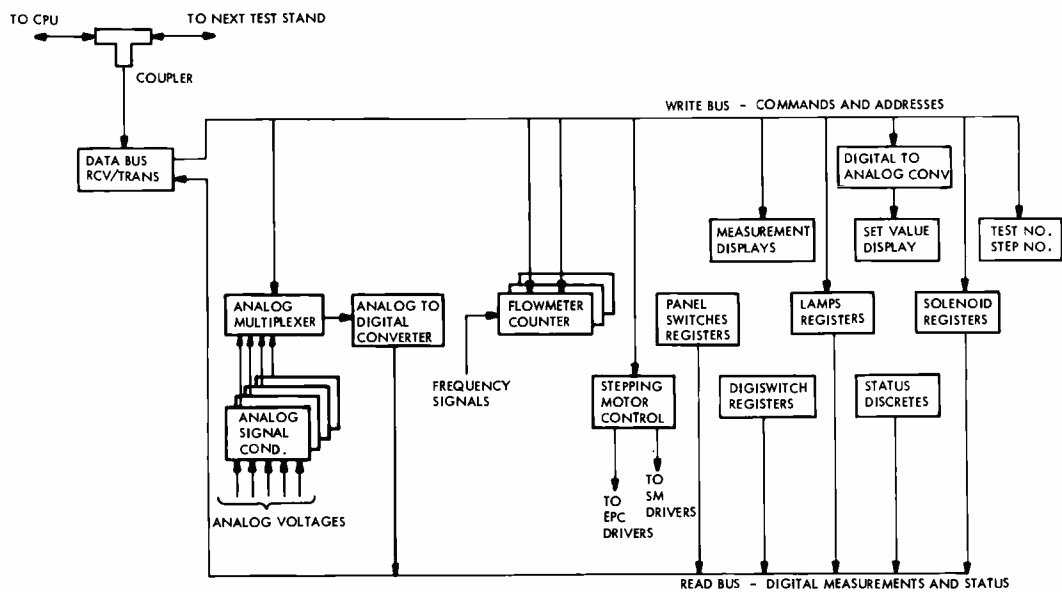 TO CPU
TO NEXT TEST STAND
COUPLER
WRITE BUS - COMMANDS AND ADDRESSES
DATA BUS
RCV/TRANS
DIGITAL TO
ANALOG CONV
MEASUREMENT
DISPLAYS
SET VALUE
DISPLAY
TEST NO.
STEP NO.
ANALOG
MULTIPLEXER
ANALOG TO
DIGITAL
CONVERTER
FLOWMETER
COUNTER
PANEL
SWITCHES
REGISTERS
LAMPS
REGISTERS
SOLENOID
REGISTERS
FREQUENCY
SIGNALS
STEPPING
MOTOR
CONTROL
DIGISWITCH
REGISTERS
STATUS
DISCRETES
ANALOG
SIGNAL
COND.
ANALOG VOLTAGES
TO
EPC
DRIVERS
TO
SM
DRIVERS
READ BUS - DIGITAL MEASUREMENTS AND STATUS